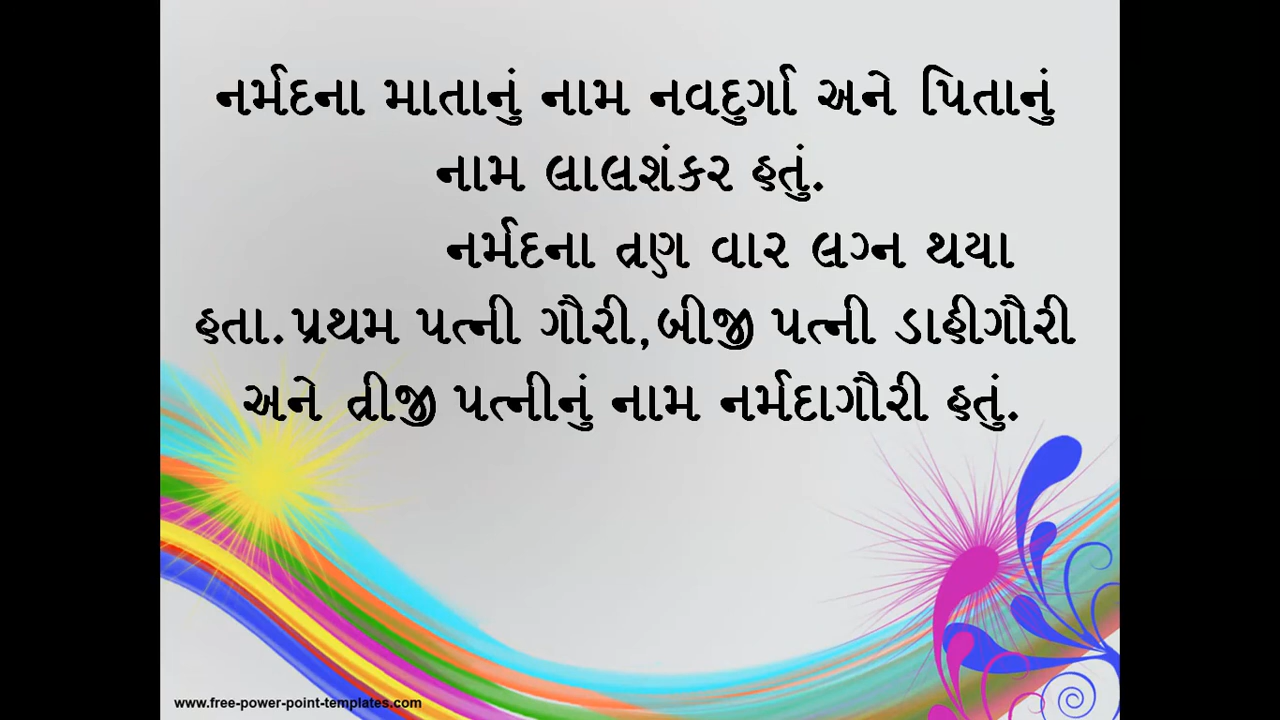 નર્મદના માતાનું નામ નવદુર્ગા અને પિતાનું
નામ લાલશંકર હતું.
નર્મદના ત્રણ વાર લગ્ન થયા
હતા.પ્રથમ પત્ની ગૌરી,બીજી પત્ની ડાહીગૌરી
અને ત્રીજી પત્નીનું નામ નર્મદાગૌરી હતું.
www.free-power-point-templates.com